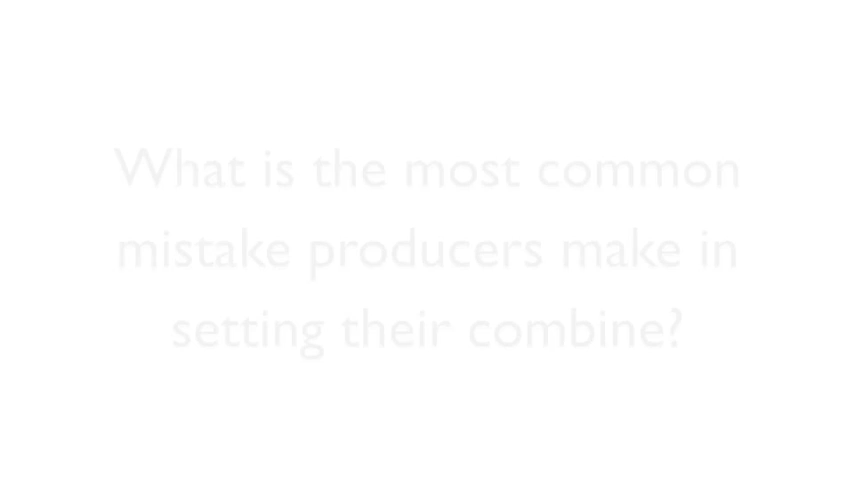 What is the most common
mistake producers make in
setting their combine?